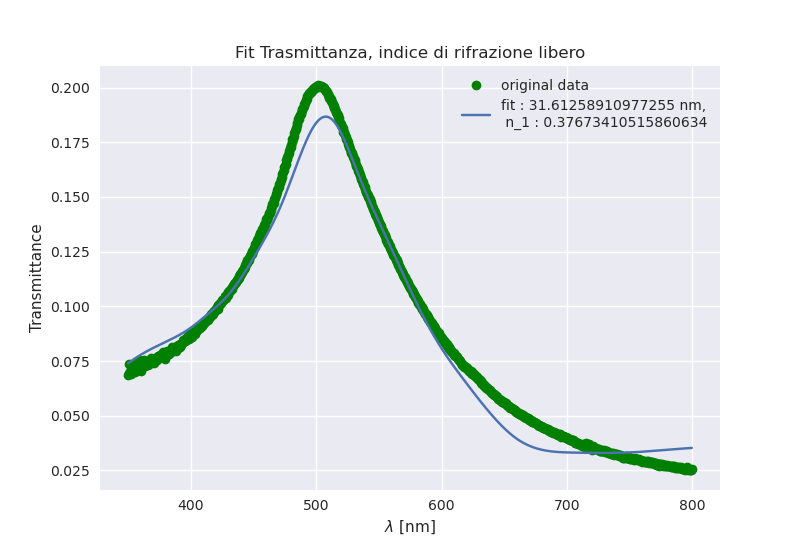 Fit Trasmittanza, indice di rifrazione libero
original data
fit : 31.61258910977255 nm,
n_1 : 0.37673410515860634
Transmittance
0.200
0.175
0.150
0.125
0.100
0.075
0.050
0.025
400
500
600
700
800
λ [nm]